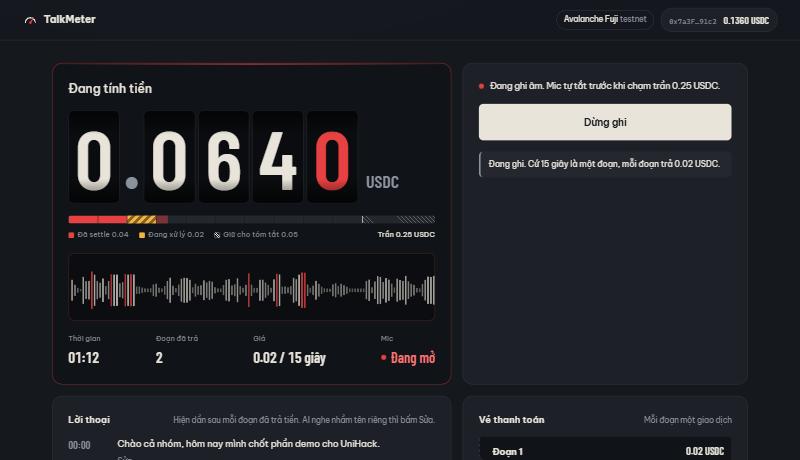 TalkMeter
Avalanche Fuji testnet
0x7a3F…91c2 0.1360 USDC
Đang tính tiền
0.0640 USDC
Đã settle 0.04 Đang xử lý 0.02 Giữ cho tóm tắt 0.05 Trần 0.25 USDC
Thời gian Đoạn đã trả Giá Mic
01:12 2 0.02 / 15 giây Đang mở
Đang ghi âm. Mic tự tắt trước khi chạm trần 0.25 USDC.
Dừng ghi
Đang ghi. Cứ 15 giây là một đoạn, mỗi đoạn trả 0.02 USDC.
Lời thoại Hiện dần sau mỗi đoạn đã trả tiền. AI nghe nhầm tên riêng thì bấm Sửa.
00:00 Chào cả nhóm, hôm nay mình chốt phần demo cho UniHack.
Sửa
Vé thanh toán Mỗi đoạn một giao dịch
Đoạn 1 0.02 USDC